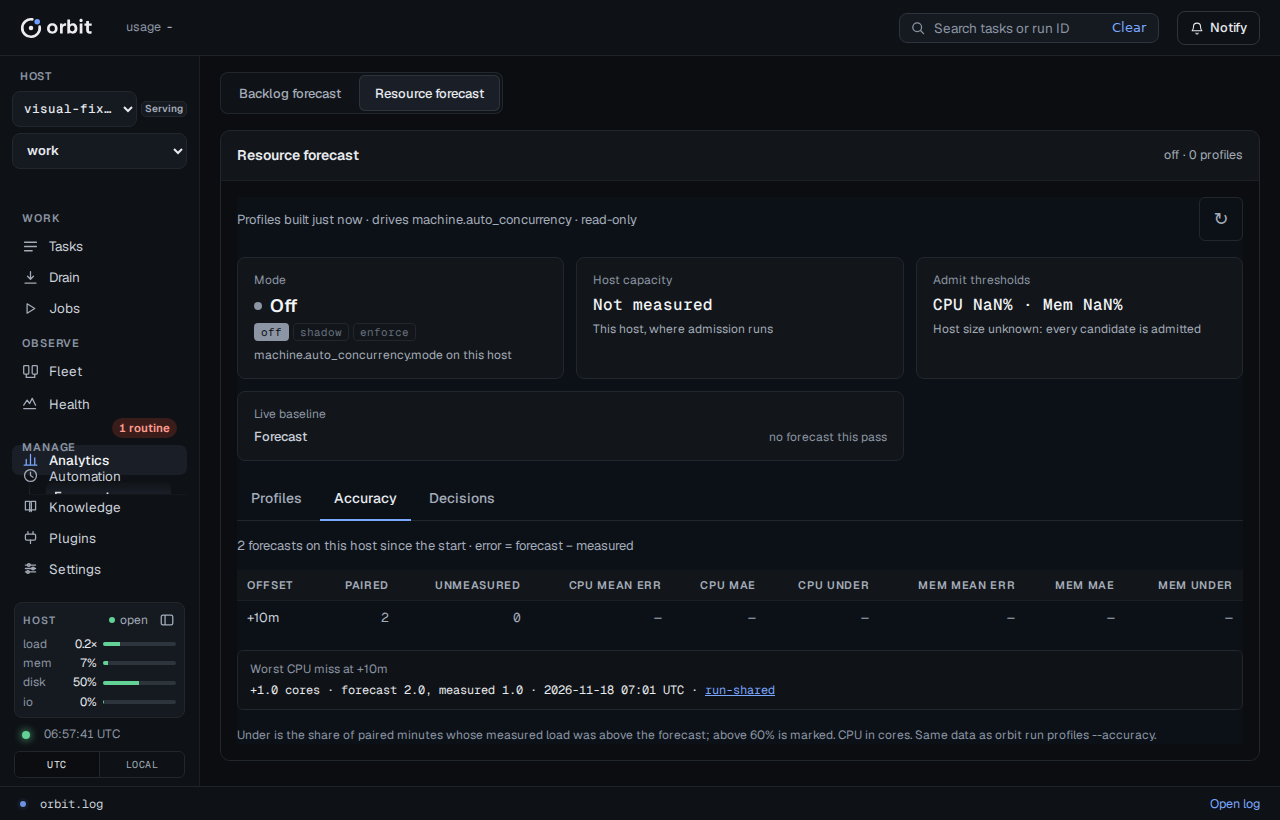 orbit
usage -
Search tasks or run ID
Clear
Notify
HOST
visual-fix…
Serving
work
WORK
Tasks
Drain
Jobs
OBSERVE
Fleet
Health
1 routine
MANAGE
Analytics
Automation
Knowledge
Plugins
Settings
HOST
open
load 0.2×
mem 7%
disk 50%
io 0%
06:57:41 UTC
UTC
LOCAL
Backlog forecast
Resource forecast
Resource forecast
off · 0 profiles
Profiles built just now · drives machine.auto_concurrency · read-only
↻
Mode
Off
off shadow enforce
machine.auto_concurrency.mode on this host
Host capacity
Not measured
This host, where admission runs
Admit thresholds
CPU NaN% · Mem NaN%
Host size unknown: every candidate is admitted
Live baseline
Forecast
no forecast this pass
Profiles
Accuracy
Decisions
2 forecasts on this host since the start · error = forecast − measured
OFFSET PAIRED UNMEASURED CPU MEAN ERR CPU MAE CPU UNDER MEM MEAN ERR MEM MAE MEM UNDER
+10m 2 0 — — — — — —
Worst CPU miss at +10m
+1.0 cores · forecast 2.0, measured 1.0 · 2026-11-18 07:01 UTC · run-shared
Under is the share of paired minutes whose measured load was above the forecast; above 60% is marked. CPU in cores. Same data as orbit run profiles --accuracy.
orbit.log
Open log